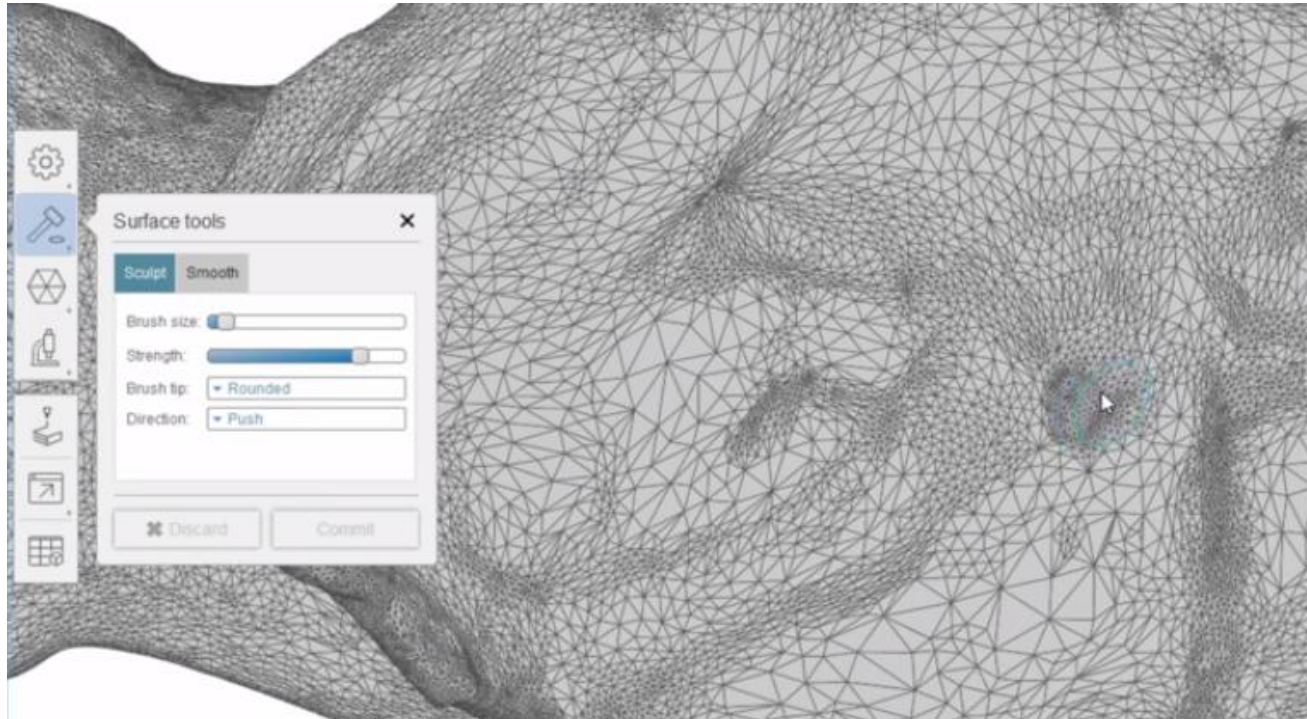 Surface tools
Sculpt Smooth
Brush size:
Strength:
Brush tip: Rounded
Direction: Push
Discard Commit